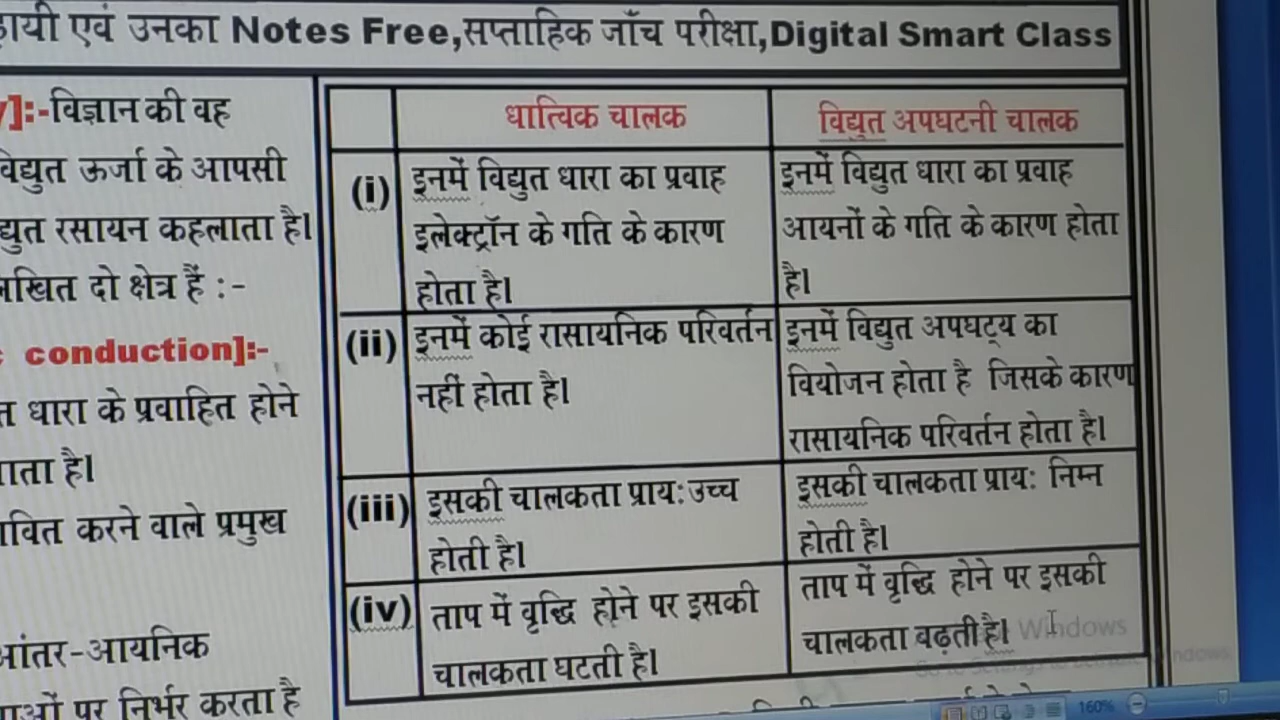 एवं उनका Notes Free,सप्ताहिक जाँच परीक्षा,Digital Smart Class
]:-विज्ञान की वह
विद्युत ऊर्जा के आपसी
रसायन कहलाता है।
दो क्षेत्र हैं :-
conduction]:-
धारा के प्रवाहित होने
है।
करने वाले प्रमुख
आंतर-आयनिक
पर निर्भर करता है
धात्विक चालक
विद्युत अपघटनी चालक
(i)
इनमें विद्युत धारा का प्रवाह
इलेक्ट्रॉन के गति के कारण
होता है।
इनमें विद्युत धारा का प्रवाह
आयनों के गति के कारण होता
है।
(ii)
इनमें कोई रासायनिक परिवर्तन
नहीं होता है।
इनमें विद्युत अपघट्य का
वियोजन होता है जिसके कारण
रासायनिक परिवर्तन होता है।
(iii)
इसकी चालकता प्राय: उच्च
होती है।
इसकी चालकता प्राय: निम्न
होती है।
(iv)
ताप में वृद्धि होने पर इसकी
चालकता घटती है।
ताप में वृद्धि होने पर इसकी
चालकता बढ़ती है।
Windows
160%